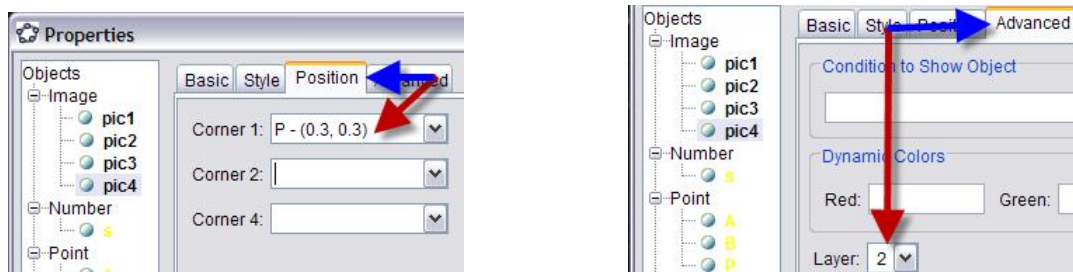 Properties
Objects
Image
pic1
pic2
pic3
pic4
Number
s
Point
Basic Style Position
Corner 1: P - (0.3, 0.3)
Corner 2:
Corner 4:
Objects
Image
pic1
pic2
pic3
pic4
Number
s
Point
A
B
P
Basic Style Position Advanced
Condition to Show Object
Dynamic Colors
Red: Green:
Layer: 2